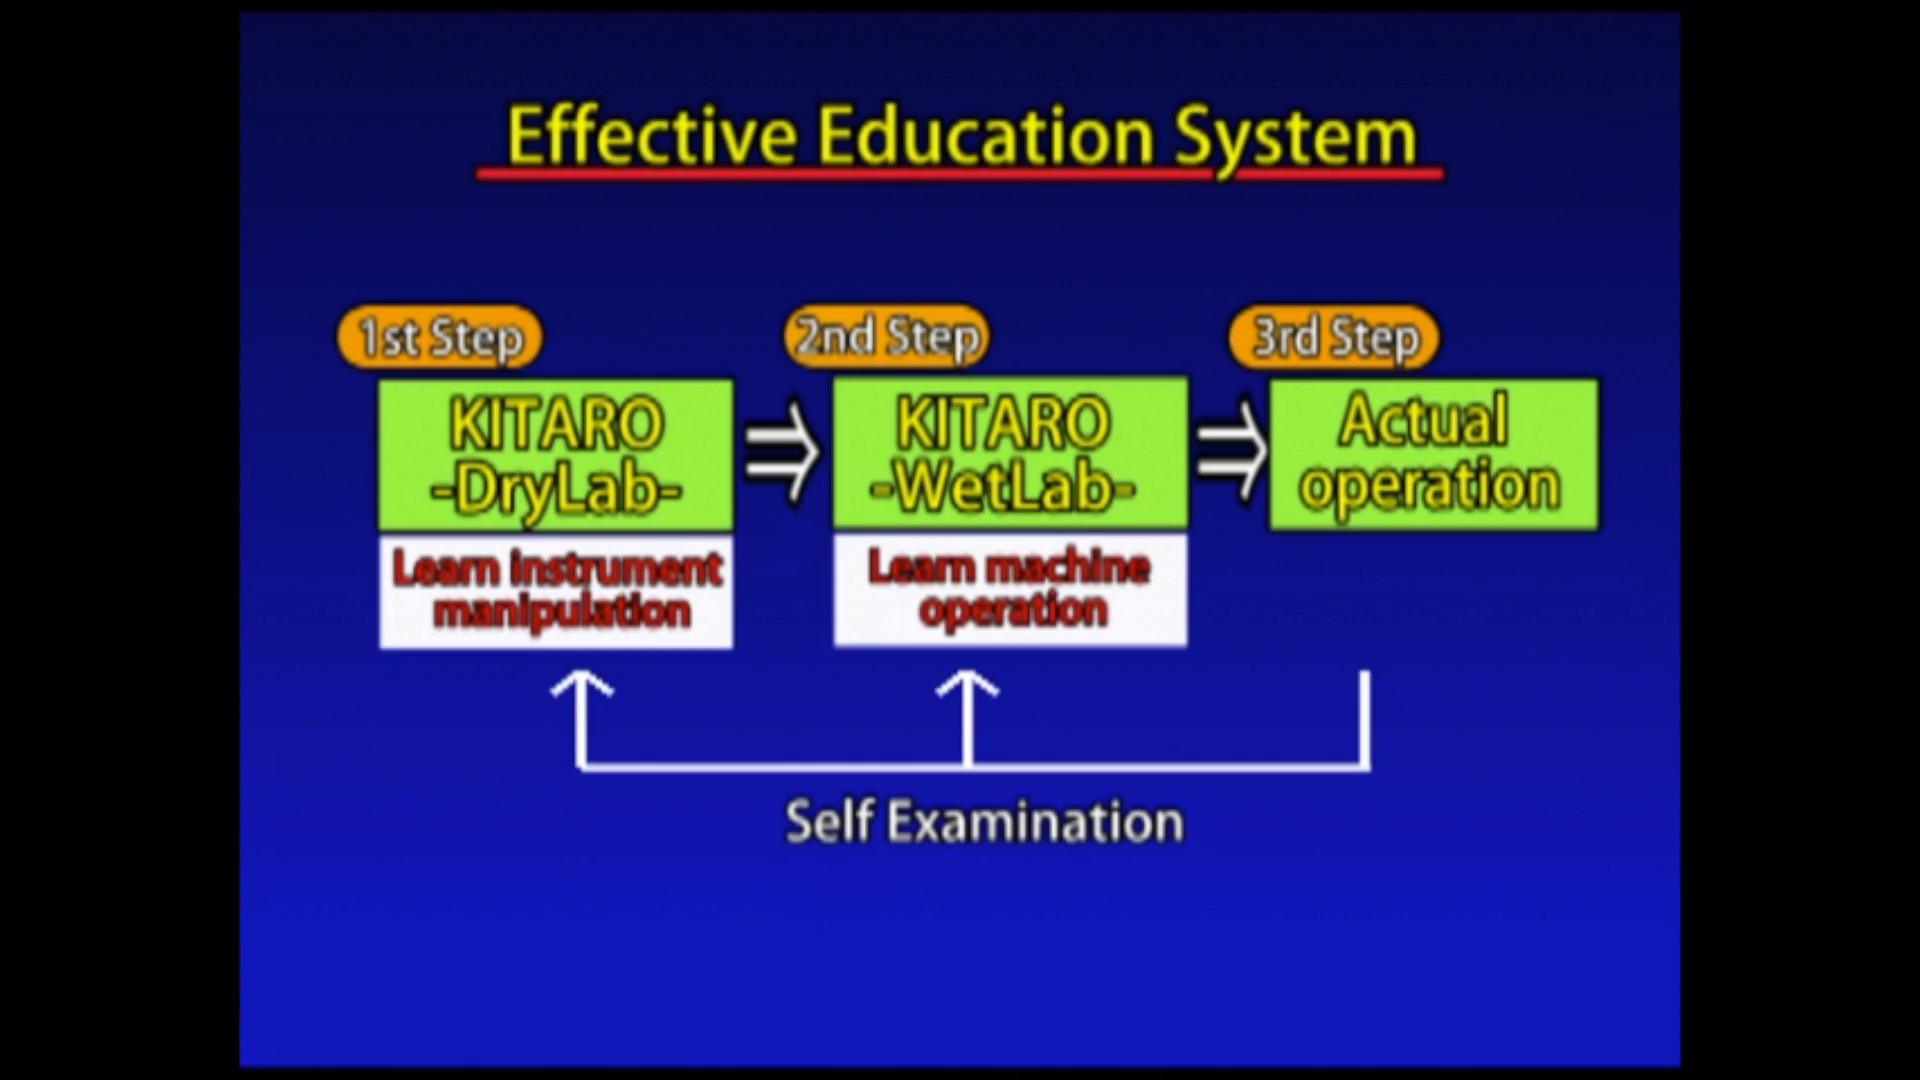 Effective Education System
1st Step
KITARO
-DryLab-
Learn instrument
manipulation
2nd Step
KITARO
-WetLab-
Learn machine
operation
3rd Step
Actual
operation
Self Examination